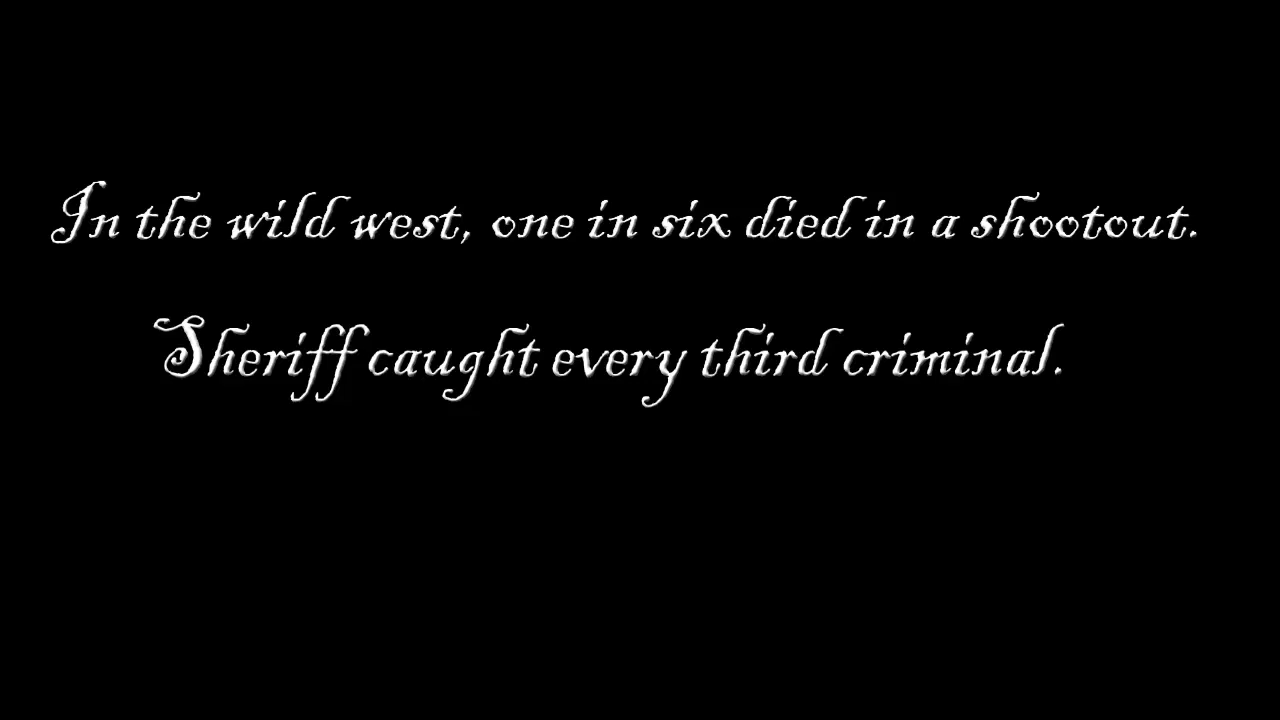 In the wild west, one in six died in a shootout.
Sheriff caught every third criminal.